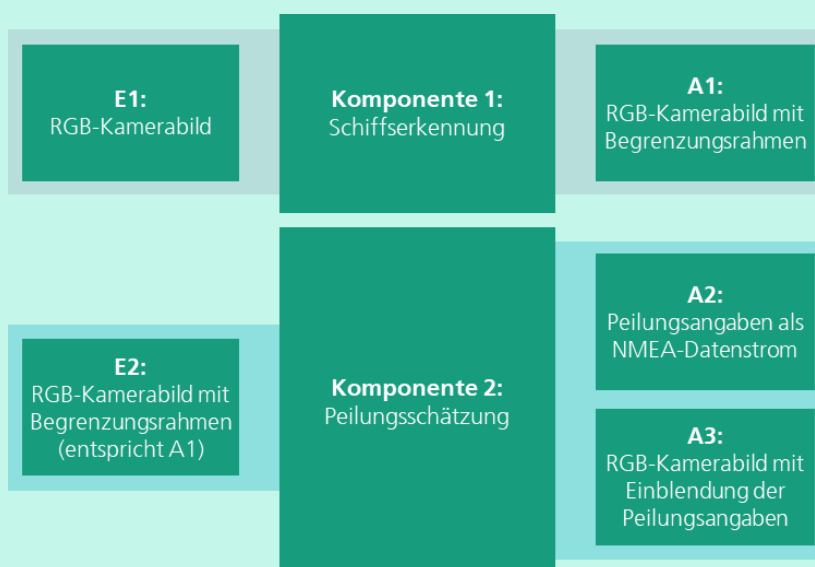 E1:
RGB-Kamerabild
Komponente 1:
Schiffserkennung
A1:
RGB-Kamerabild mit
Begrenzungsrahmen
E2:
RGB-Kamerabild mit
Begrenzungsrahmen
(entspricht A1)
Komponente 2:
Peilungsschätzung
A2:
Peilungsangaben als
NMEA-Datenstrom
A3:
RGB-Kamerabild mit
Einblendung der
Peilungsangaben